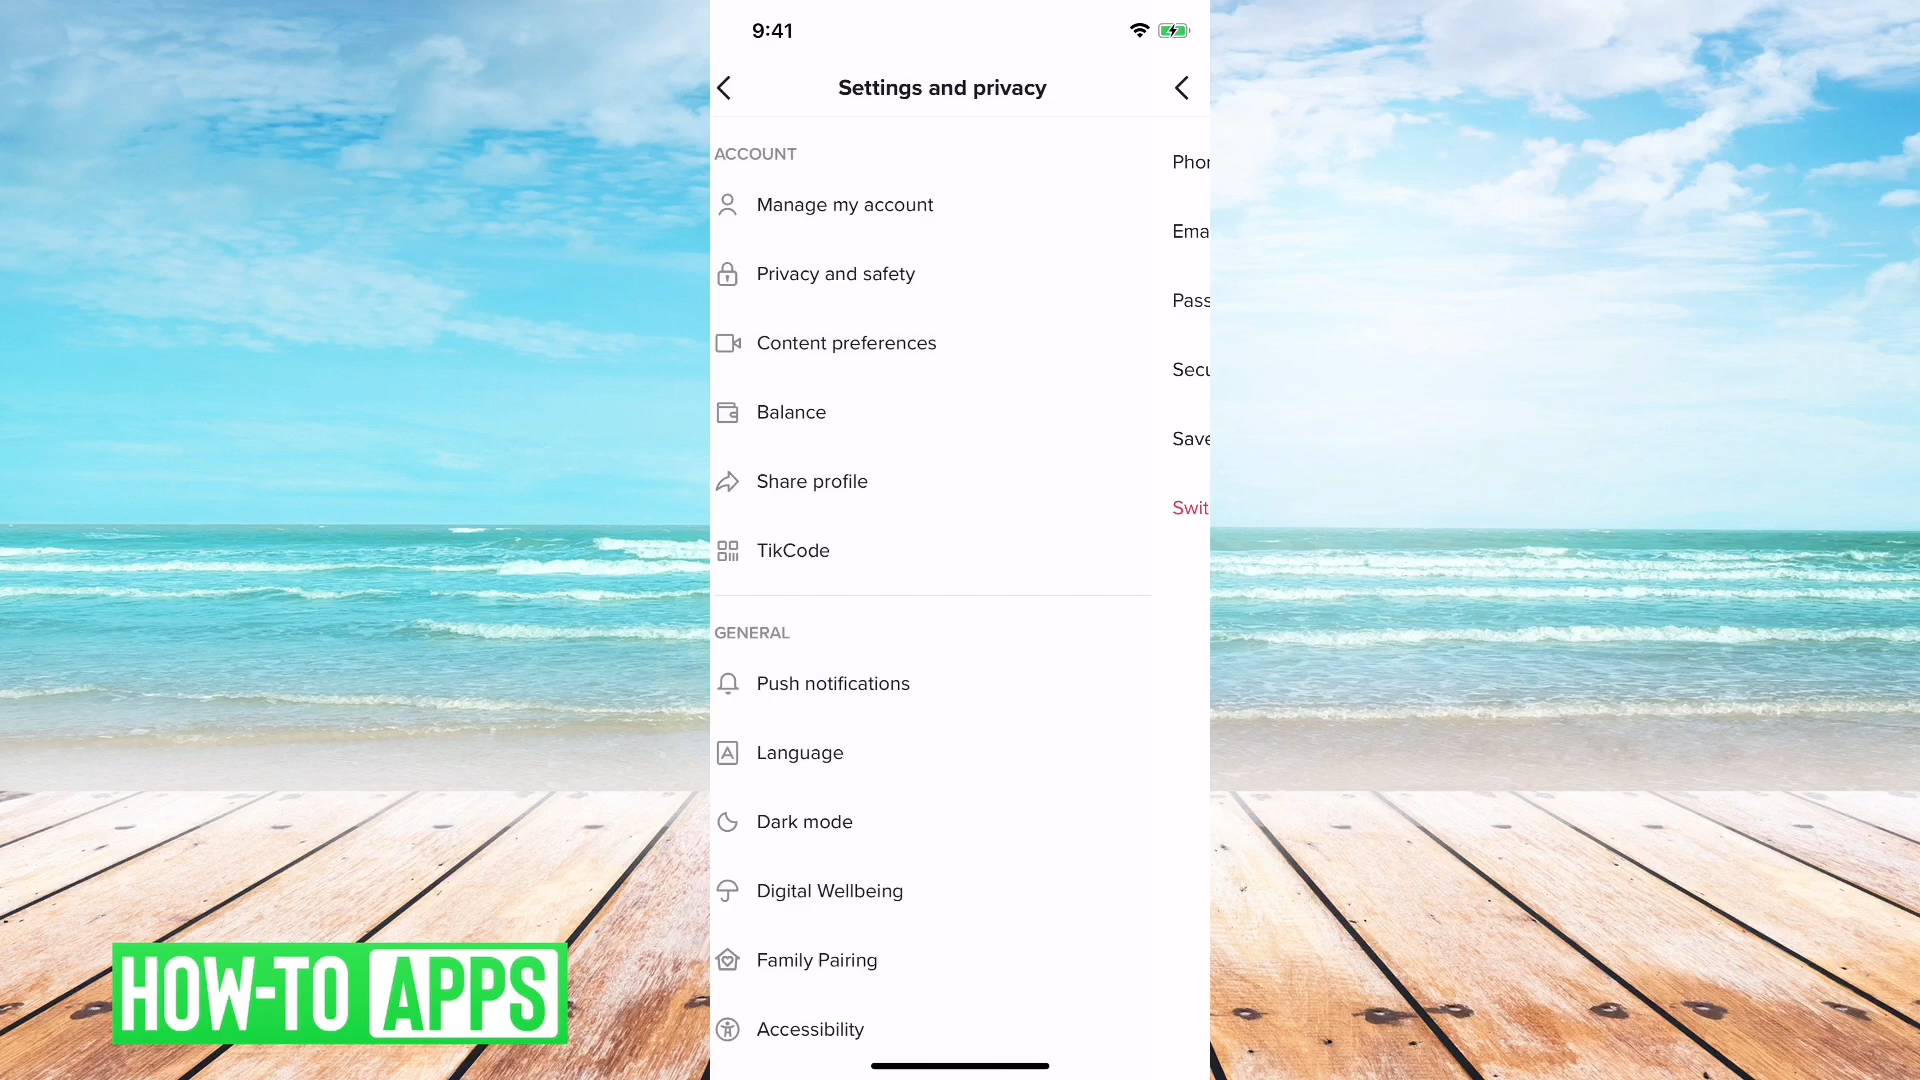 9:41
Settings and privacy
ACCOUNT
Manage my account
Privacy and safety
Content preferences
Balance
Share profile
TikCode
GENERAL
Push notifications
Language
Dark mode
Digital Wellbeing
Family Pairing
Accessibility
Phor
Ema
Pass
Secu
Save
Swit
HOW-TO APPS